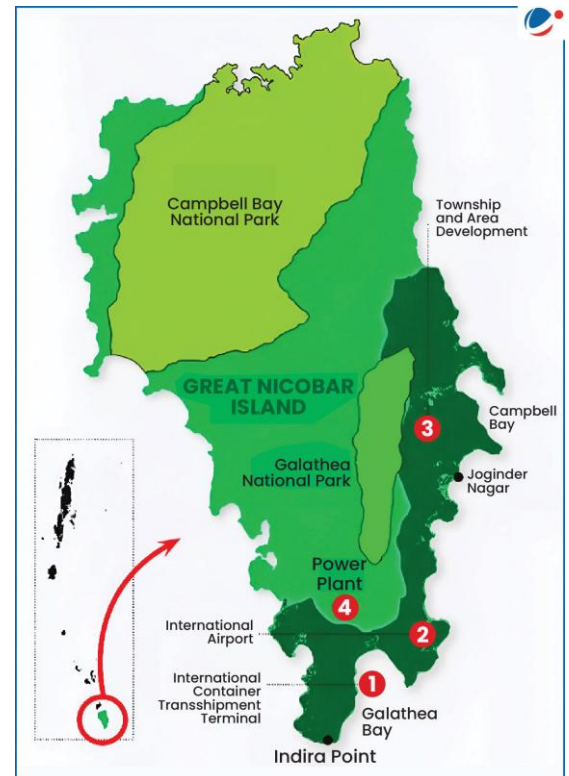 Campbell Bay
National Park
Township
and Area
Development
GREAT NICOBAR
ISLAND
Campbell
Bay
3
Galathea
National Park
Joginder
Nagar
Power
Plant
4
International
Airport
2
International
Container
Transshipment
Terminal
1
Galathea
Bay
Indira Point